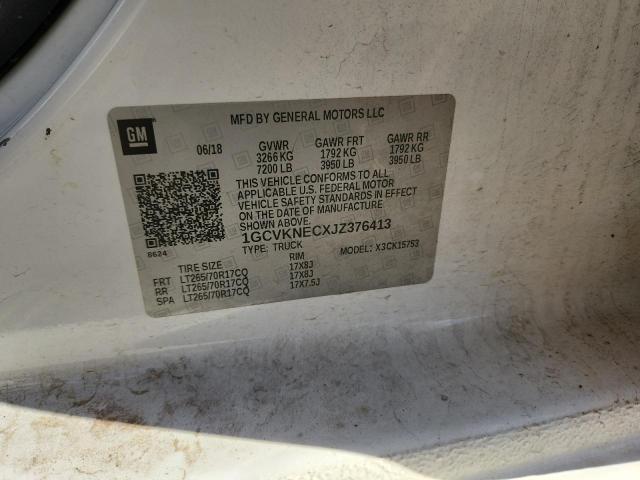 MFD BY GENERAL MOTORS LLC
GM
06/18 GVWR GAWR FRT GAWR RR
3266 KG 1792 KG 1792 KG
7200 LB 3950 LB 3950 LB
THIS VEHICLE CONFORMS TO ALL
APPLICABLE U.S. FEDERAL MOTOR
VEHICLE SAFETY STANDARDS IN EFFECT
ON THE DATE OF MANUFACTURE
SHOWN ABOVE.
1GCVKNECXJZ376413
8624
TYPE: TRUCK MODEL: X3CK15753
TIRE SIZE RIM
FRT LT265/70R17CQ 17X8J
RR LT265/70R17CQ 17X8J
SPA LT265/70R17CQ 17X7.5J